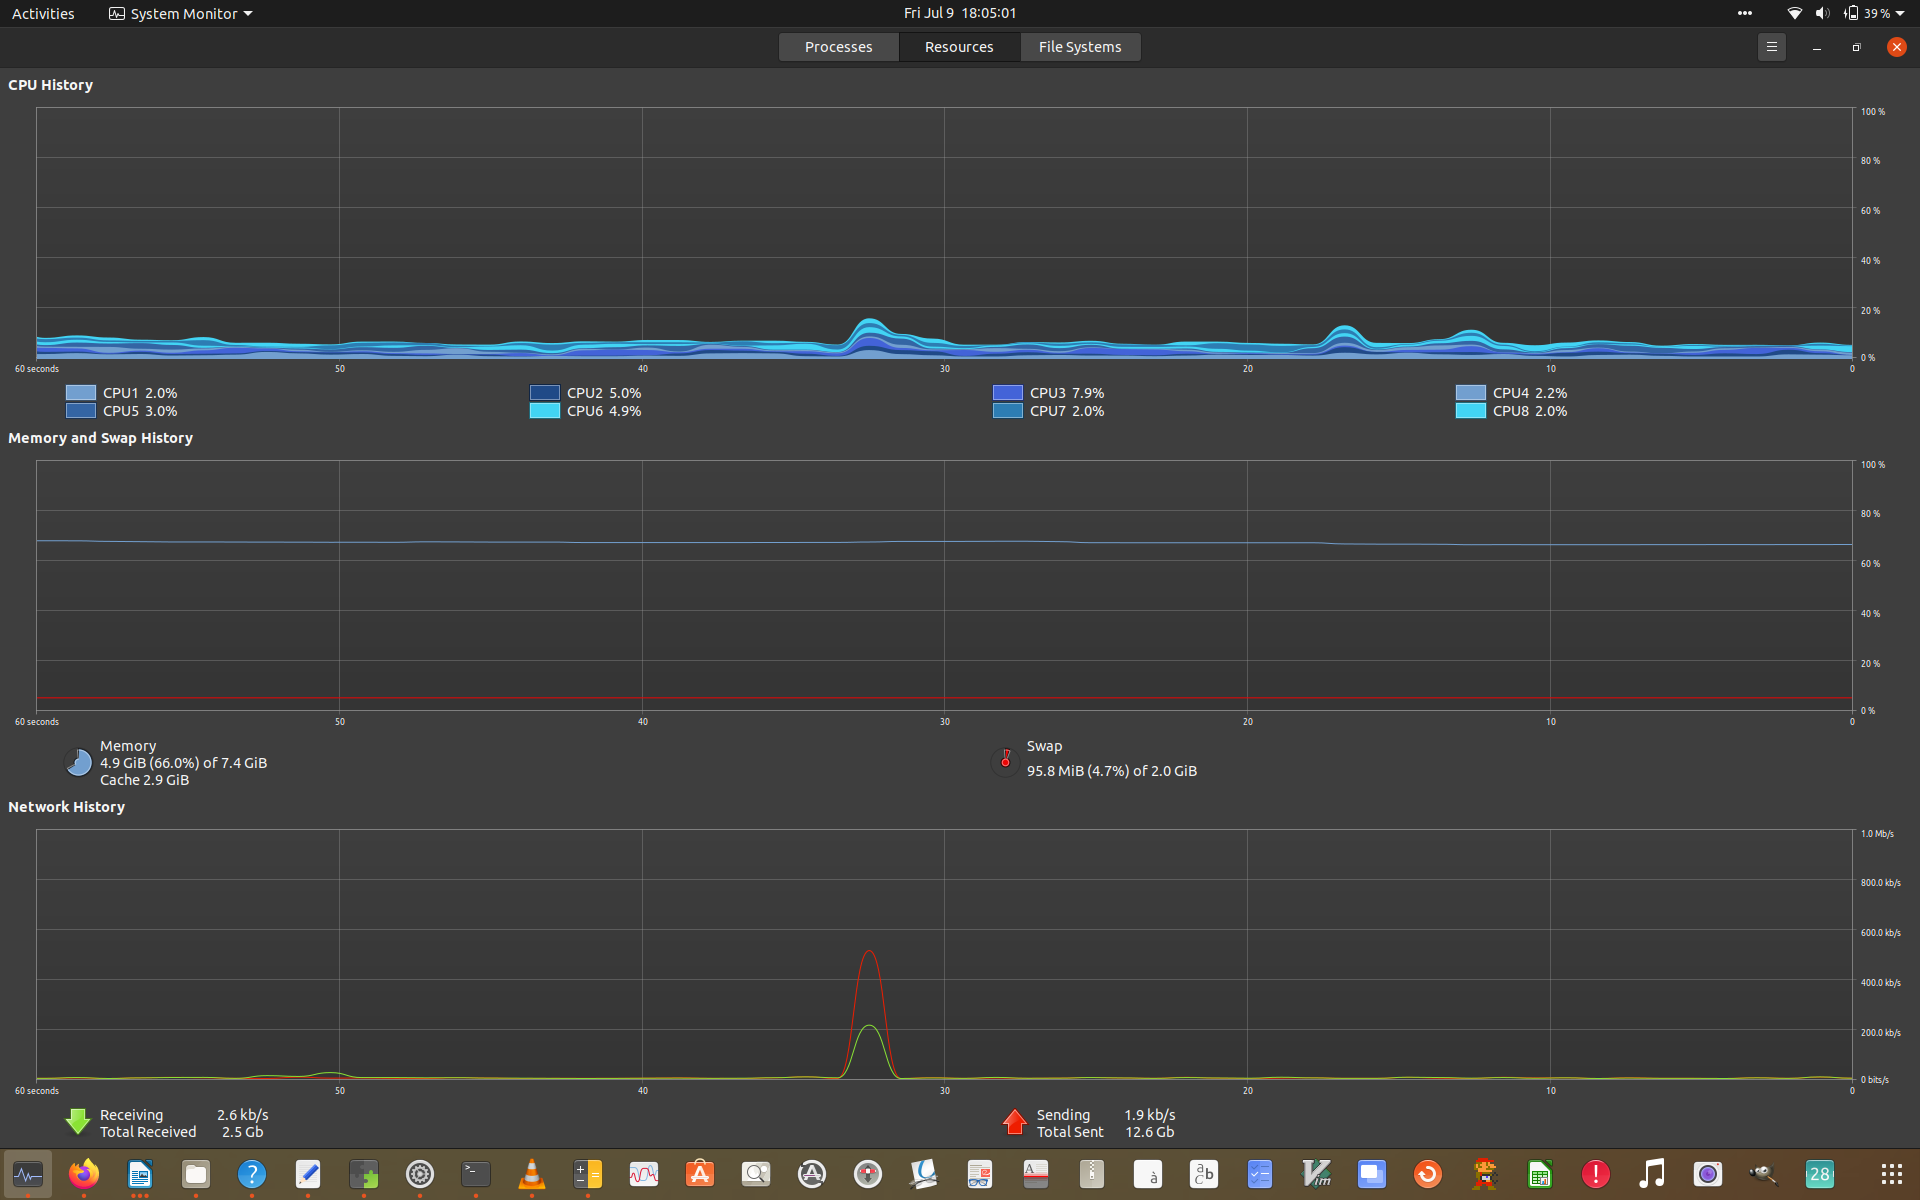 Activities System Monitor Fri Jul 9 18:05:01 39 %
Processes Resources File Systems
CPU History
100 %
80 %
60 %
40 %
20 %
0 %
60 seconds 50 40 30 20 10 0
CPU1 2.0% CPU2 5.0% CPU3 7.9% CPU4 2.2%
CPU5 3.0% CPU6 4.9% CPU7 2.0% CPU8 2.0%
Memory and Swap History
100 %
80 %
60 %
40 %
20 %
0 %
60 seconds 50 40 30 20 10 0
Memory
4.9 GiB (66.0%) of 7.4 GiB
Cache 2.9 GiB
Swap
95.8 MiB (4.7%) of 2.0 GiB
Network History
1.0 Mb/s
800.0 kb/s
600.0 kb/s
400.0 kb/s
200.0 kb/s
0 bits/s
60 seconds 50 40 30 20 10 0
Receiving 2.6 kb/s
Total Received 2.5 Gb
Sending 1.9 kb/s
Total Sent 12.6 Gb
? >_ A A à a b c Vim ! 28